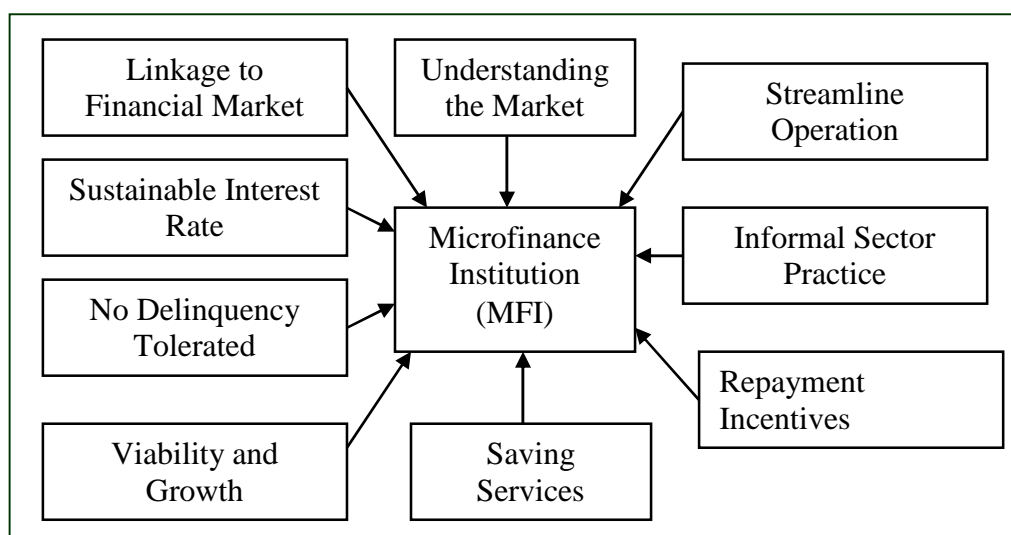 Linkage to
Financial Market
Understanding
the Market
Streamline
Operation
Sustainable Interest
Rate
Microfinance
Institution
(MFI)
Informal Sector
Practice
No Delinquency
Tolerated
Repayment
Incentives
Viability and
Growth
Saving
Services